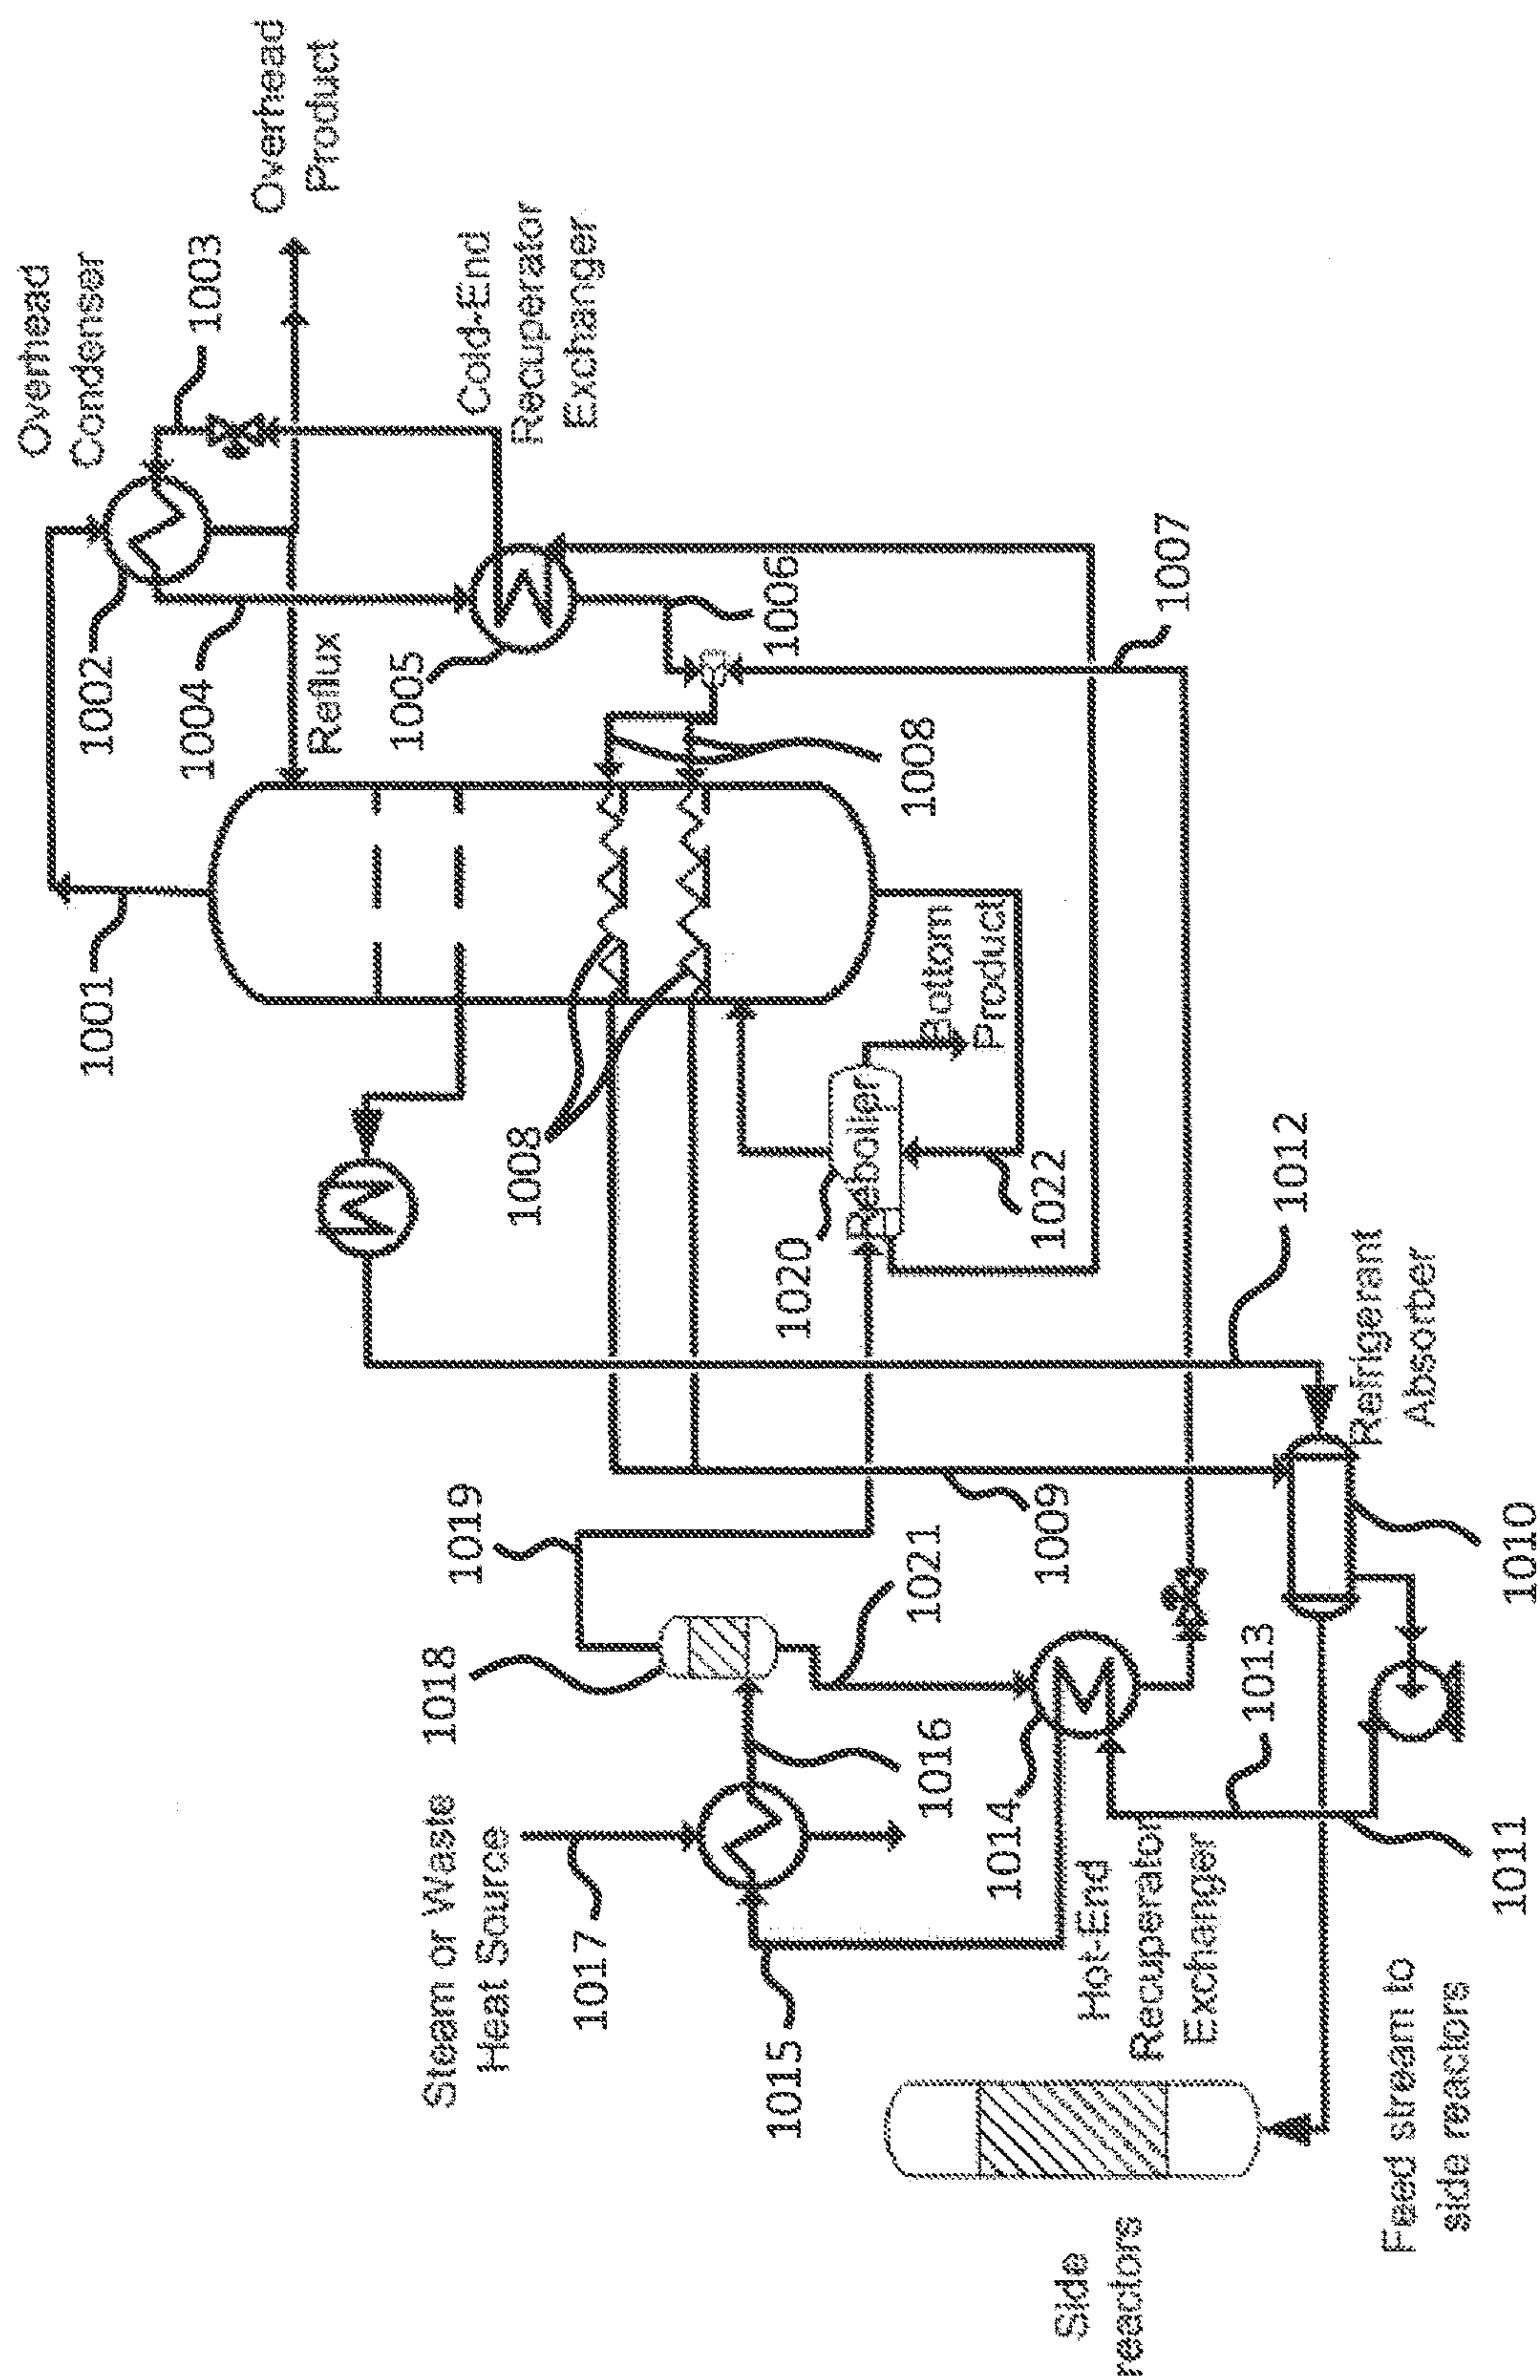 Overhead
Condenser
1001
1002
1004
1003
Overhead
Product
Reflux
1005
Steam or Waste
Heat Source
1018
1019
Cold-End
Recuperator
Exchanger
1008
1017
1015
1020
1006
Reboiler
1016
1021
1008
Bottom
Product
1014
1009
1022
Side
reactors
Hot-End
Recuperator
Exchanger
1007
1013
1012
Refrigerant
Absorber
Feed stream to
side reactors
1011
1010